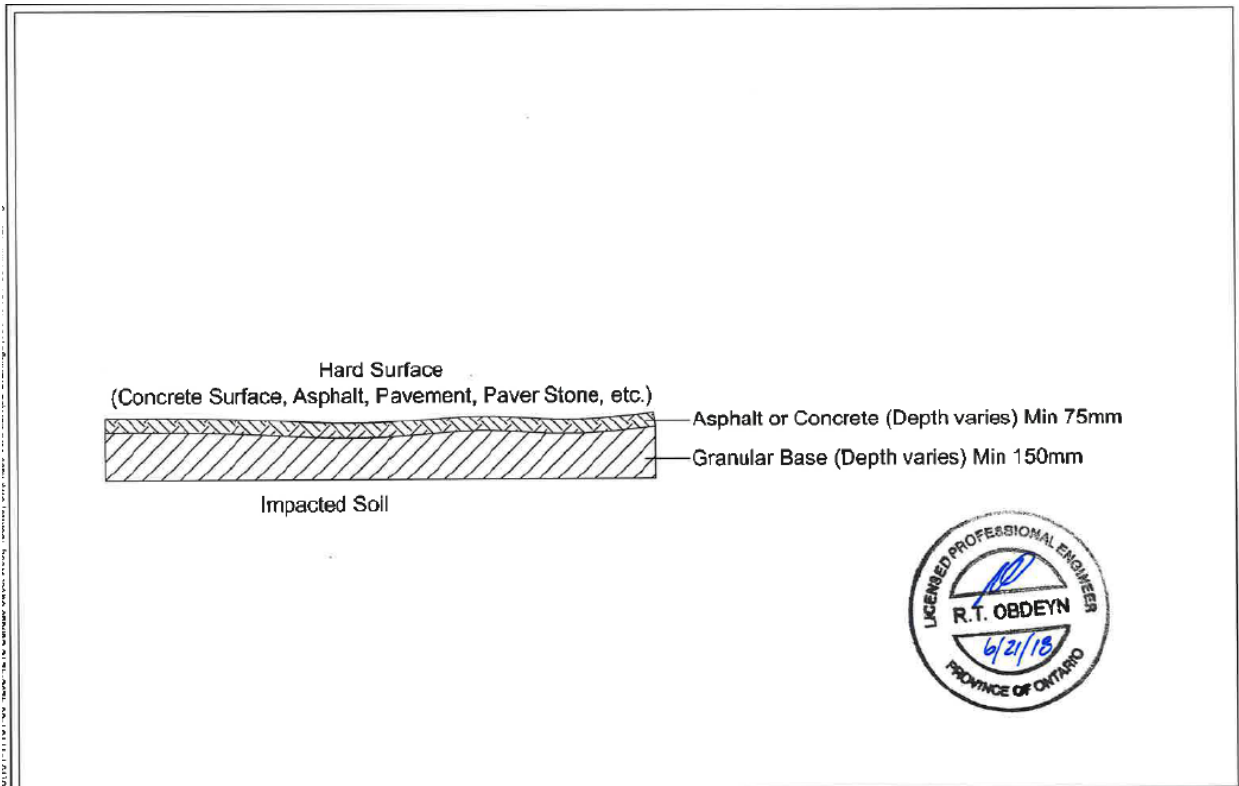 Hard Surface
(Concrete Surface, Asphalt, Pavement, Paver Stone, etc.)
Asphalt or Concrete (Depth varies) Min 75mm
Granular Base (Depth varies) Min 150mm
Impacted Soil
LICENSED PROFESSIONAL ENGINEER
R.T. OBDEYN
6/21/18
PROVINCE OF ONTARIO